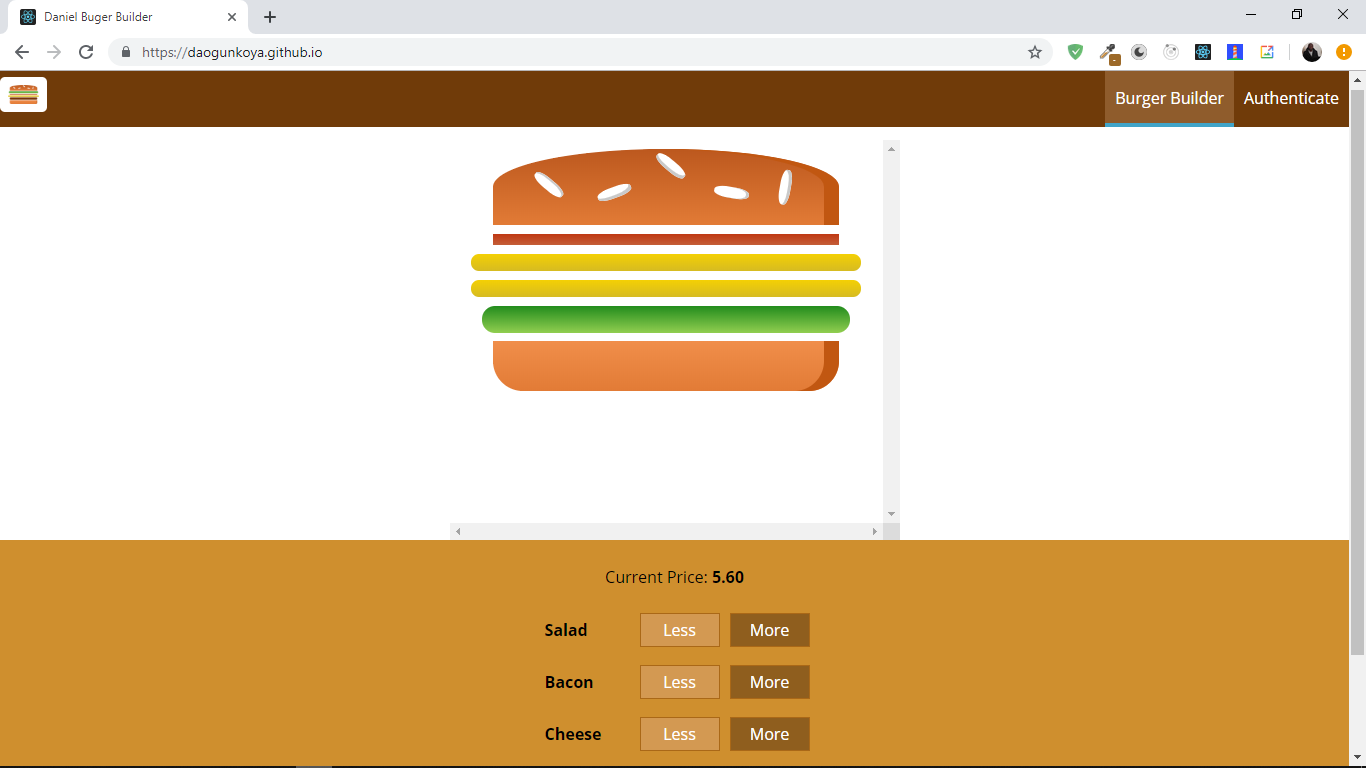 Daniel Buger Builder
https://daogunkoya.github.io
Burger Builder Authenticate
Current Price: 5.60
Salad Less More
Bacon Less More
Cheese Less More